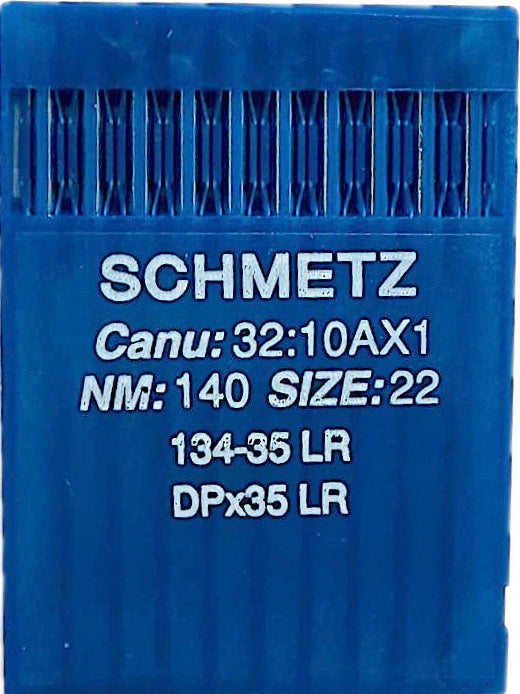 SCHMETZ
Canu: 32:10AX1
NM: 140 SIZE: 22
134-35 LR
DPx35 LR